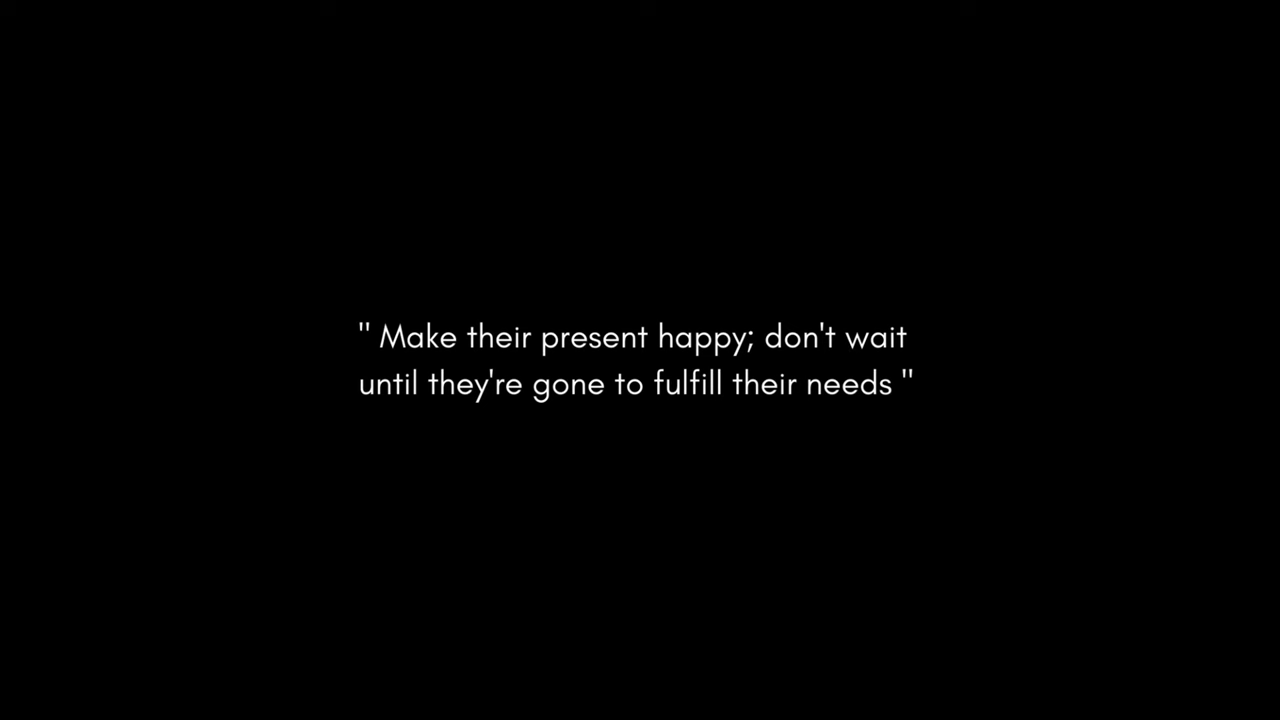 " Make their present happy; don't wait
until they're gone to fulfill their needs "